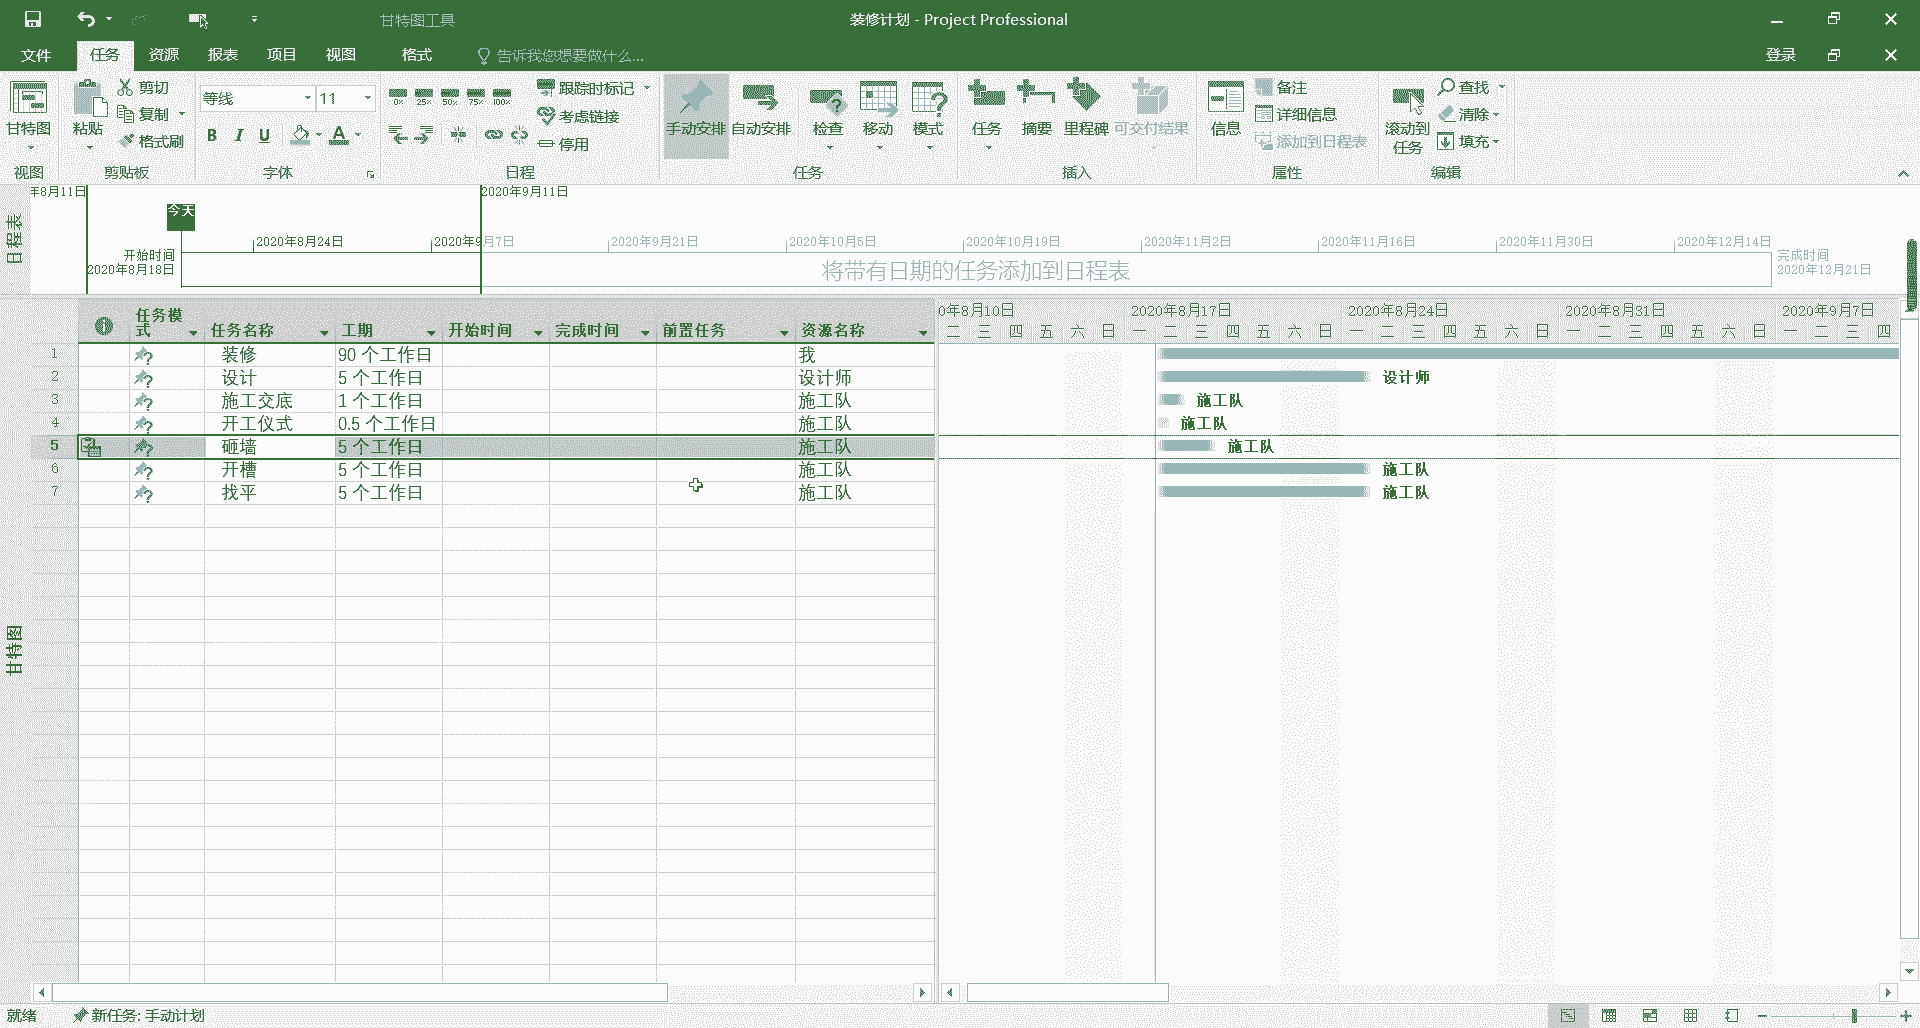 甘特图工具
装修计划 - Project Professional
文件 任务 资源 报表 项目 视图 格式 告诉我您想要做什么... 登录
甘特图 粘贴 剪切 复制 格式刷
等线 11
B I U A
0% 25% 50% 75% 100%
跟踪时标记
考虑链接
停用
手动安排 自动安排 检查 移动 模式
任务 摘要 里程碑 可交付结果
信息 备注 详细信息 添加到日程表
滚动到任务 查找 清除 填充
视图 剪贴板 字体 日程 任务 插入 属性 编辑
日程表
年8月11日 2020年9月11日
今天
2020年8月24日 2020年9月7日 2020年9月21日 2020年10月5日 2020年10月19日 2020年11月2日 2020年11月16日 2020年11月30日 2020年12月14日
开始时间
2020年8月18日
将带有日期的任务添加到日程表
完成时间
2020年12月21日
任务模式 任务名称 工期 开始时间 完成时间 前置任务 资源名称
0年8月10日 2020年8月17日 2020年8月24日 2020年8月31日 2020年9月7日
二 三 四 五 六 日 一 二 三 四 五 六 日 一 二 三 四 五 六 日 一 二 三 四 五 六 日 一 二 三 四
1 装修 90 个工作日 我
2 设计 5 个工作日 设计师 设计师
3 施工交底 1 个工作日 施工队 施工队
4 开工仪式 0.5 个工作日 施工队 施工队
5 砸墙 5 个工作日 施工队 施工队
6 开槽 5 个工作日 施工队 施工队
7 找平 5 个工作日 施工队 施工队
甘特图
就绪 新任务: 手动计划